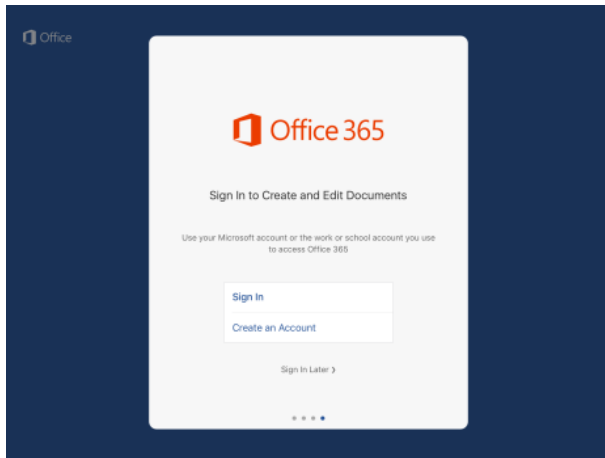 Office
Office 365
Sign In to Create and Edit Documents
Use your Microsoft account or the work or school account you use
to access Office 365
Sign In
Create an Account
Sign In Later ❯